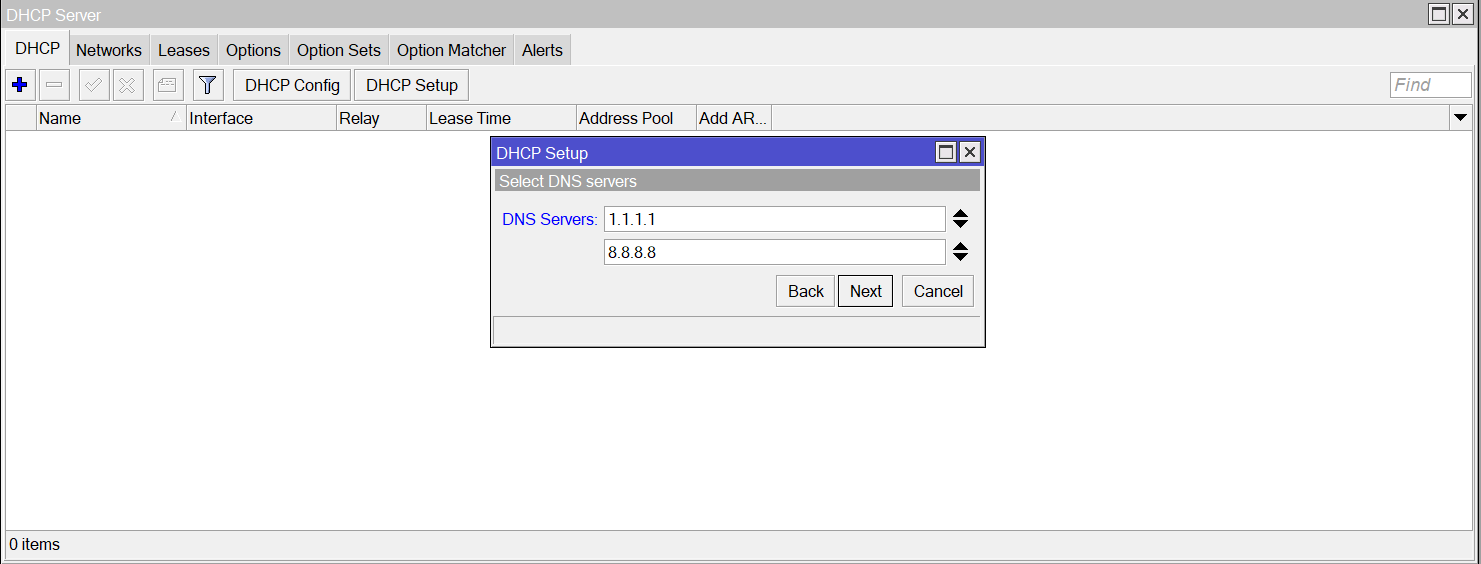 DHCP Server
DHCP Networks Leases Options Option Sets Option Matcher Alerts
DHCP Config DHCP Setup Find
Name Interface Relay Lease Time Address Pool Add AR...
DHCP Setup
Select DNS servers
DNS Servers: 1.1.1.1
8.8.8.8
Back Next Cancel
0 items